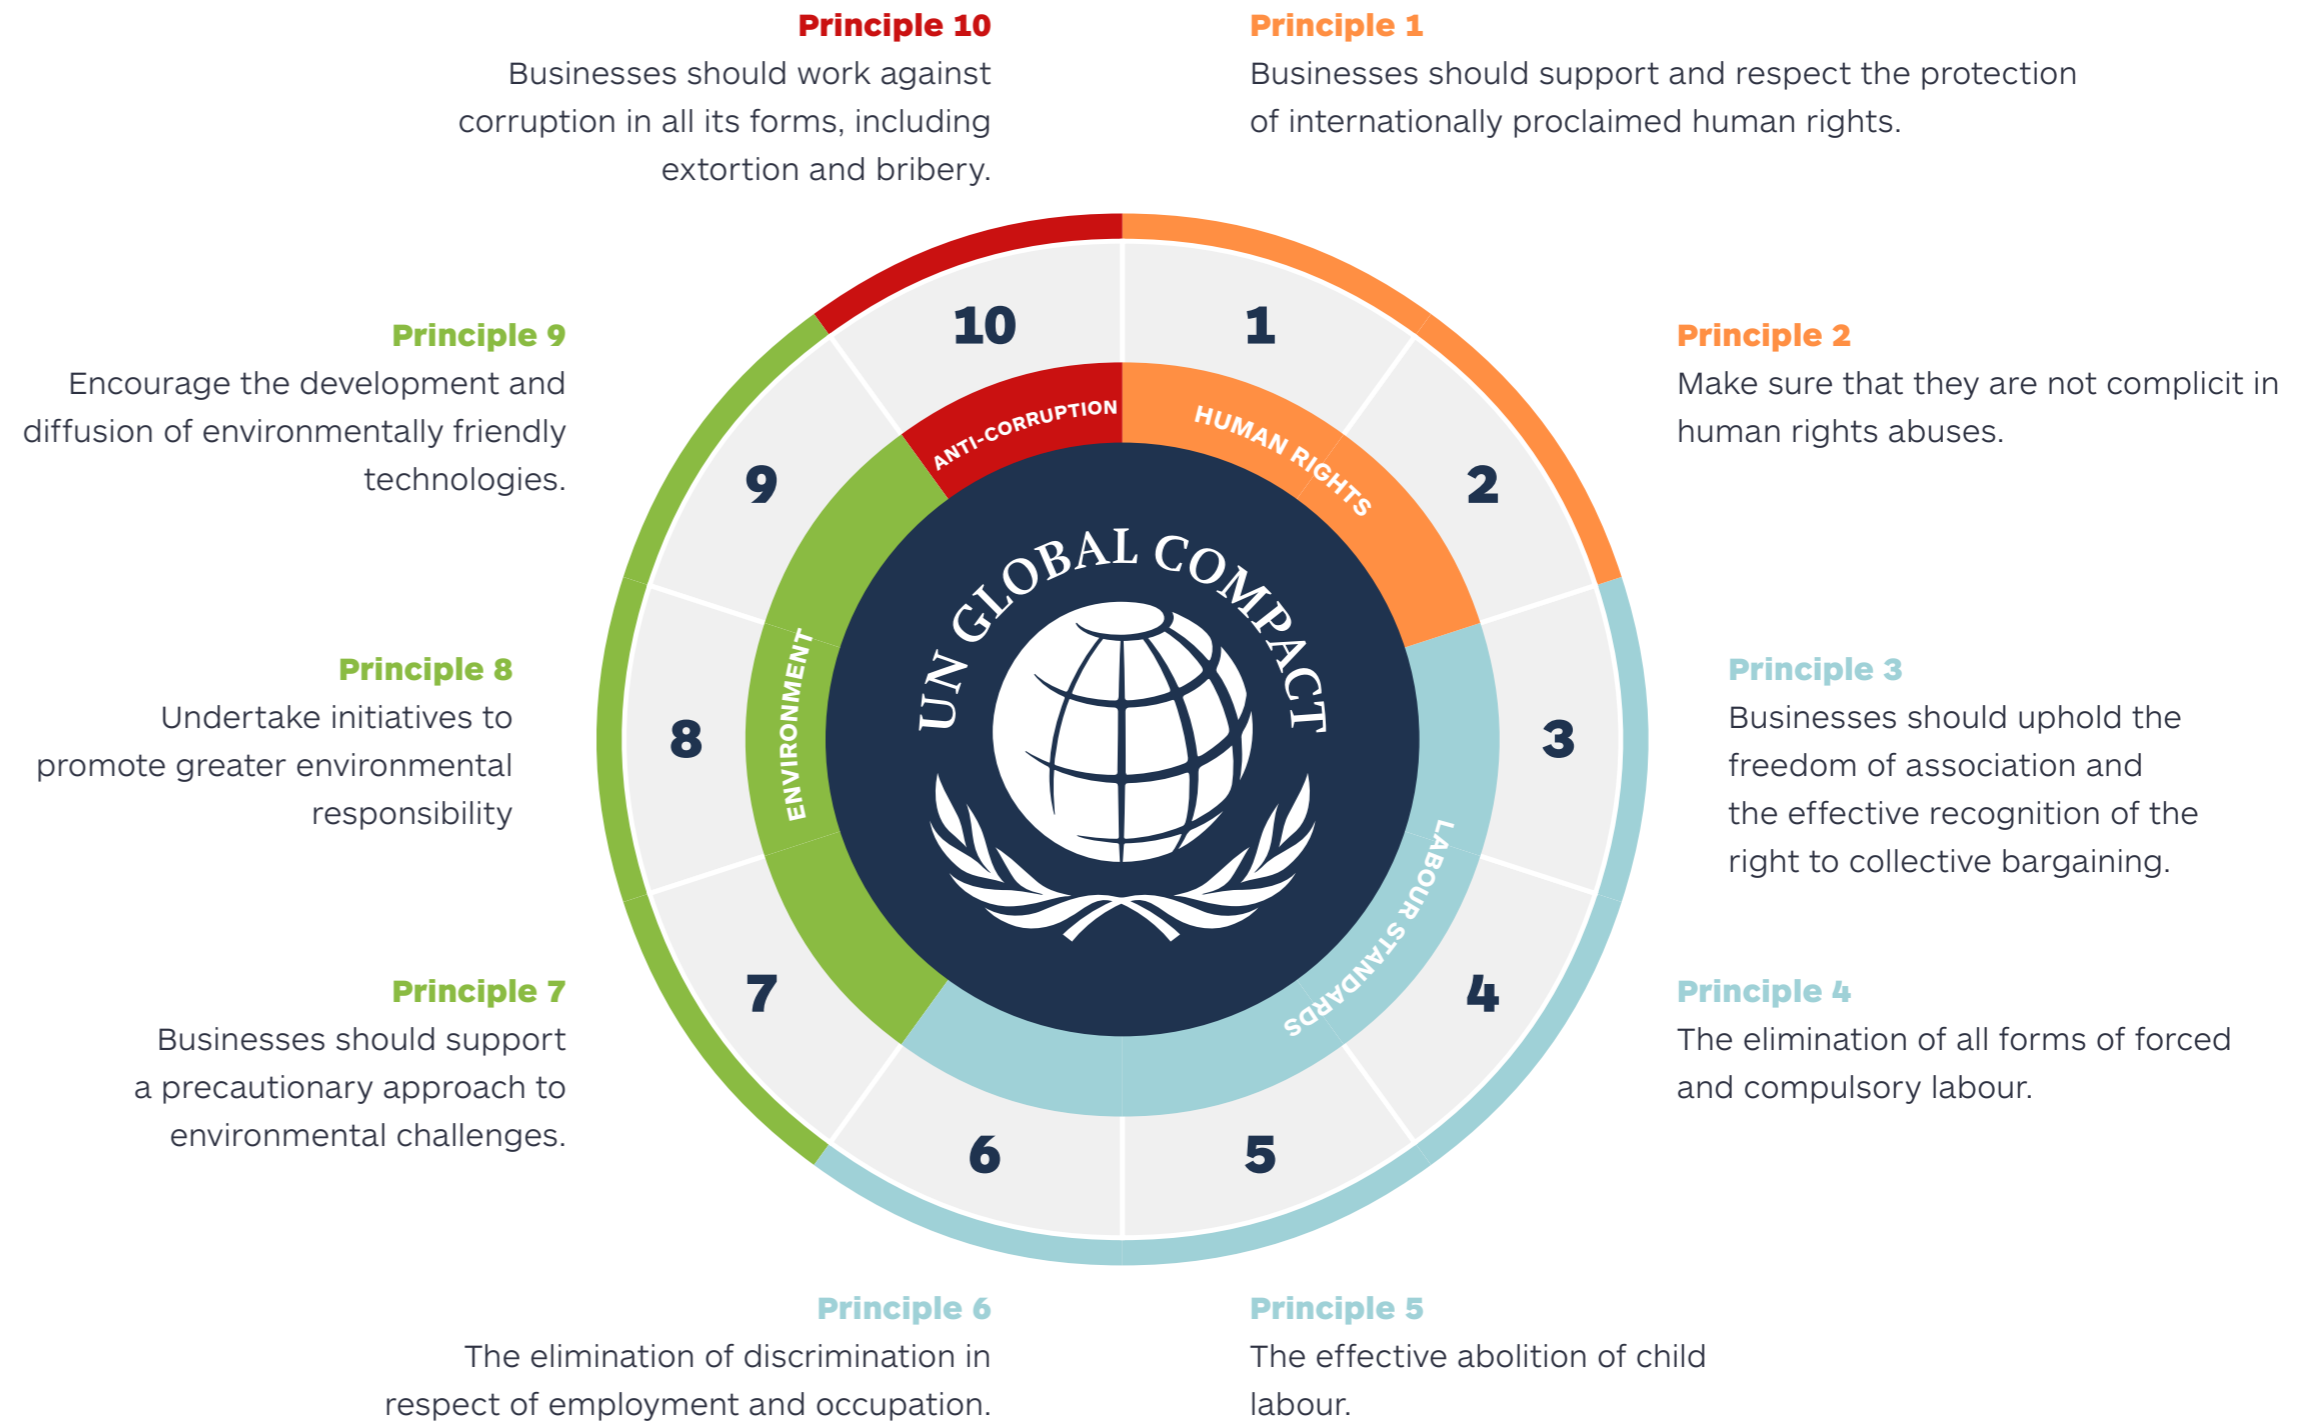 Principle 10
Businesses should work against
corruption in all its forms, including
extortion and bribery.
Principle 1
Businesses should support and respect the protection
of internationally proclaimed human rights.
Principle 2
Make sure that they are not complicit in
human rights abuses.
Principle 3
Businesses should uphold the
freedom of association and
the effective recognition of the
right to collective bargaining.
Principle 4
The elimination of all forms of forced
and compulsory labour.
Principle 5
The effective abolition of child
labour.
Principle 6
The elimination of discrimination in
respect of employment and occupation.
Principle 7
Businesses should support
a precautionary approach to
environmental challenges.
Principle 8
Undertake initiatives to
promote greater environmental
responsibility
Principle 9
Encourage the development and
diffusion of environmentally friendly
technologies.
10
1
2
3
4
5
6
7
8
9
ANTI-CORRUPTION
HUMAN RIGHTS
LABOUR STANDARDS
ENVIRONMENT
UN GLOBAL COMPACT